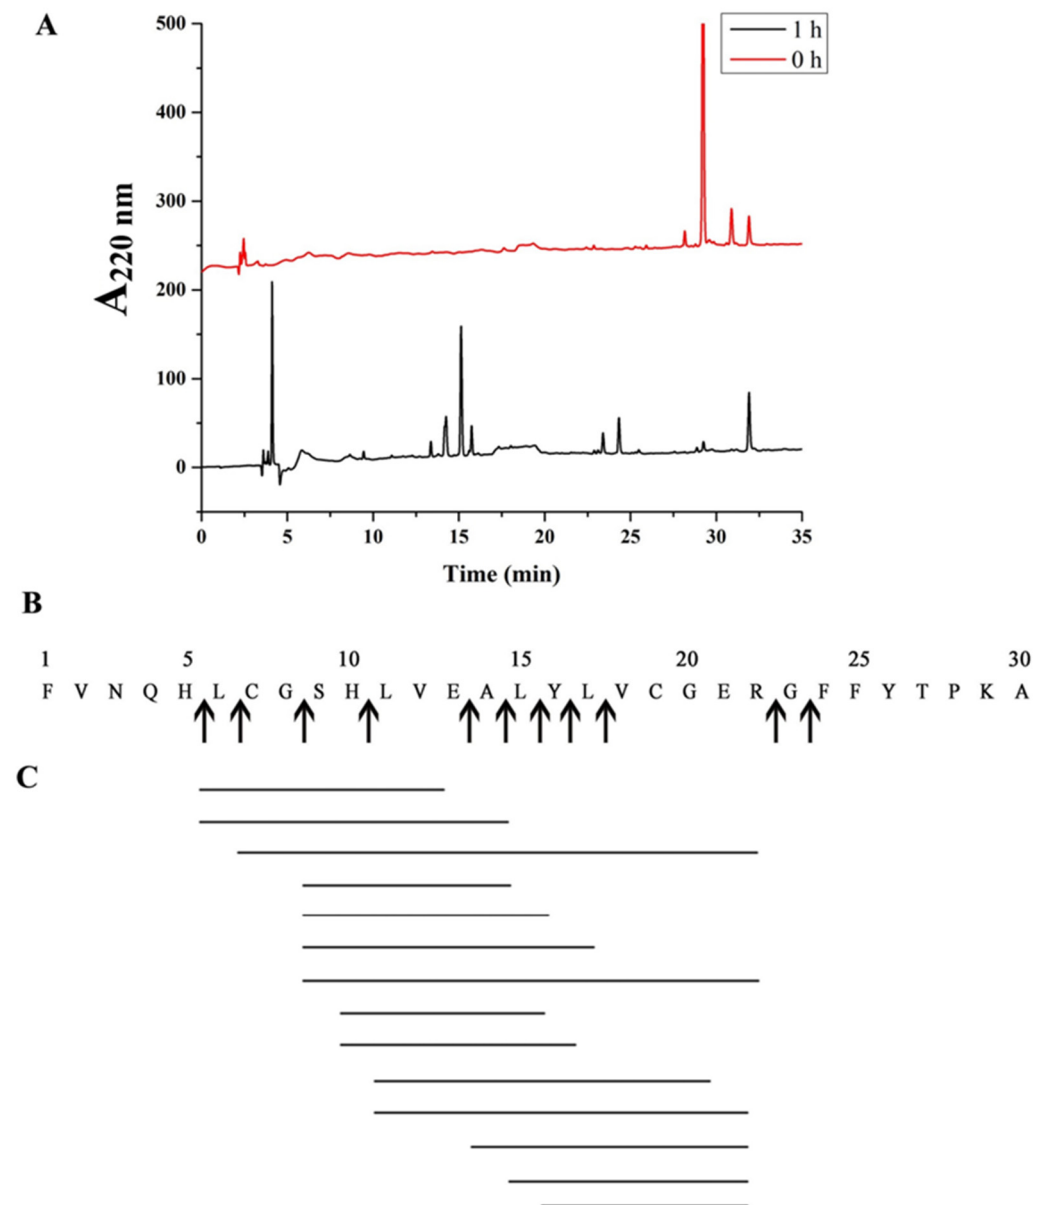 A
500
1 h
0 h
400
300
200
100
0
A220 nm
0 5 10 15 20 25 30 35
Time (min)
B
1 5 10 15 20 25 30
F V N Q H L C G S H L V E A L Y L V C G E R G F F Y T P K A
C